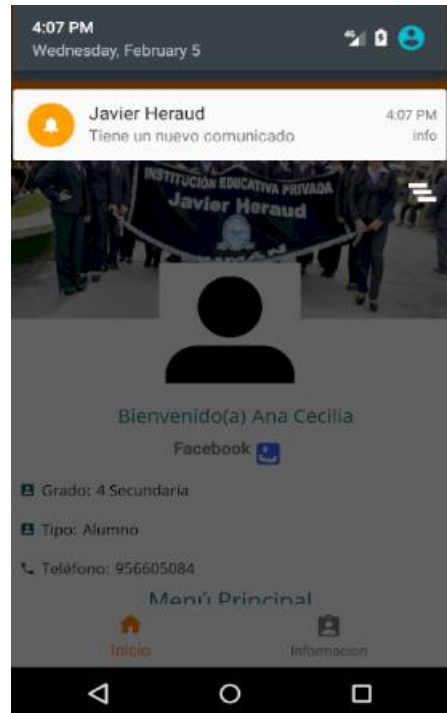 4:07 PM
Wednesday, February 5
4G
Javier Heraud
4:07 PM
Tiene un nuevo comunicado
info
INSTITUCIÓN EDUCATIVA PRIVADA
Javier Heraud
Bienvenido(a) Ana Cecilia
Facebook
Grado: 4 Secundaria
Tipo: Alumno
Teléfono: 956605084
Menú Principal
Inicio
Informacion